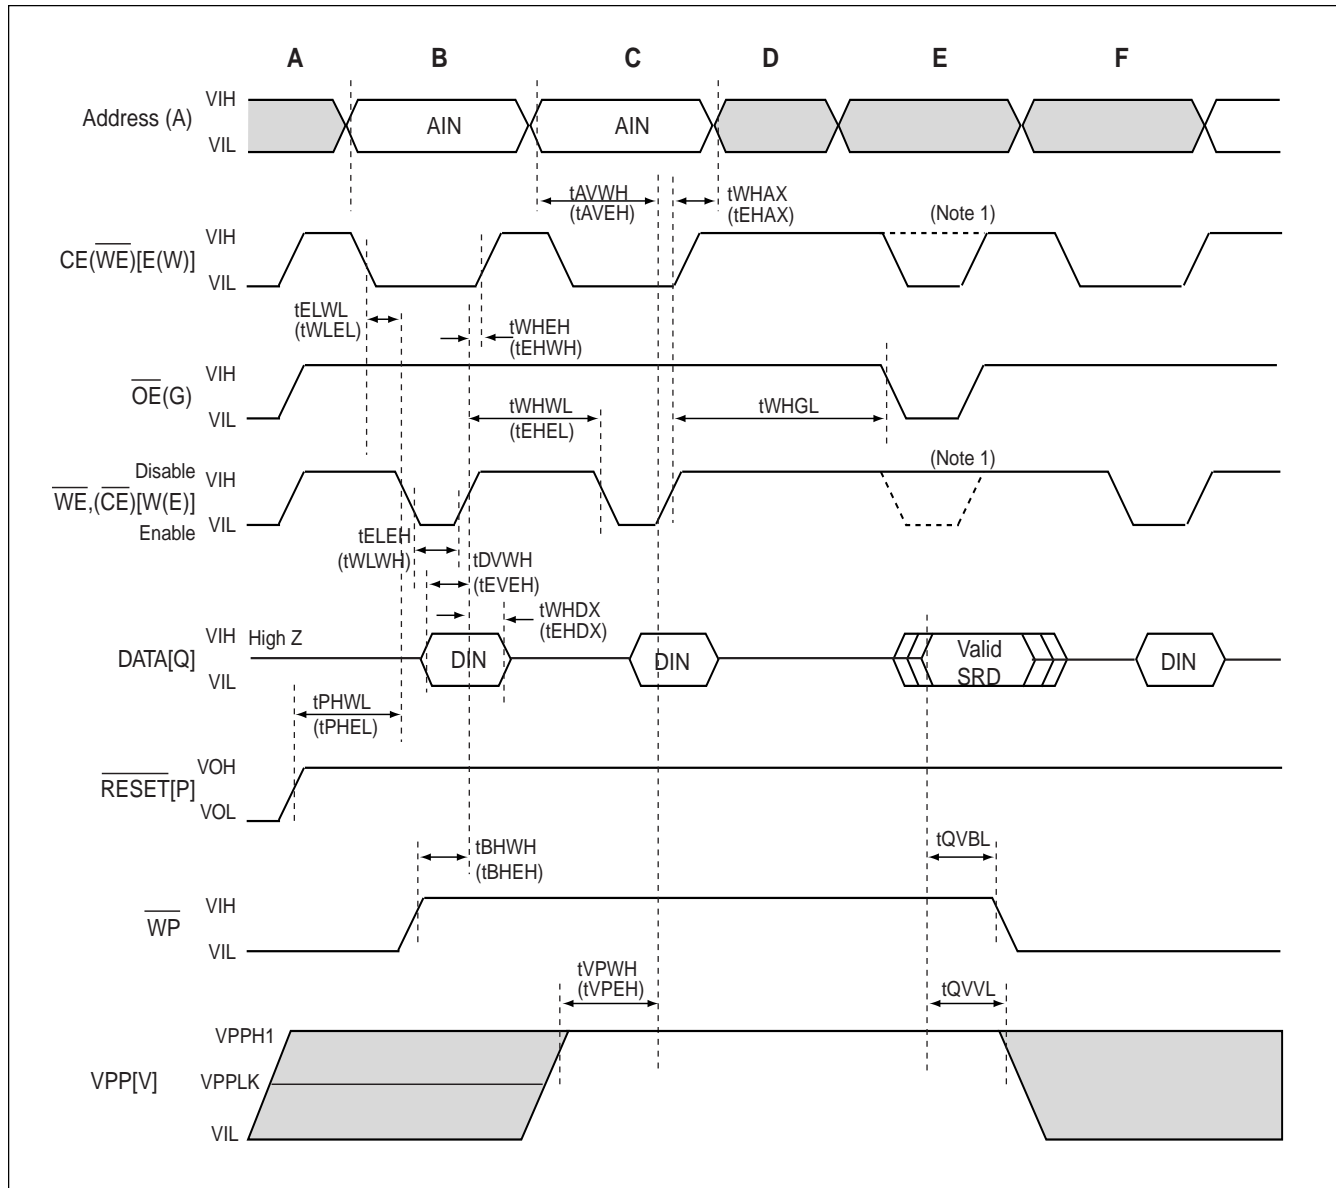 A B C D E F
Address (A)
VIH
VIL
AIN
AIN
tAVWH
(tAVEH)
tWHAX
(tEHAX)
(Note 1)
CE(WE)[E(W)]
VIH
VIL
tELWL
(tWLEL)
tWHEH
(tEHWH)
OE(G)
VIH
VIL
tWHWL
(tEHEL)
tWHGL
(Note 1)
Disable
VIH
WE,(CE)[W(E)]
VIL
Enable
tELEH
(tWLWH)
tDVWH
(tEVEH)
tWHDX
(tEHDX)
DATA[Q]
VIH
High Z
VIL
DIN
DIN
Valid
SRD
DIN
tPHWL
(tPHEL)
RESET[P]
VOH
VOL
tBHWH
(tBHEH)
tQVBL
WP
VIH
VIL
tVPWH
(tVPEH)
tQVVL
VPP[V]
VPPH1
VPPLK
VIL